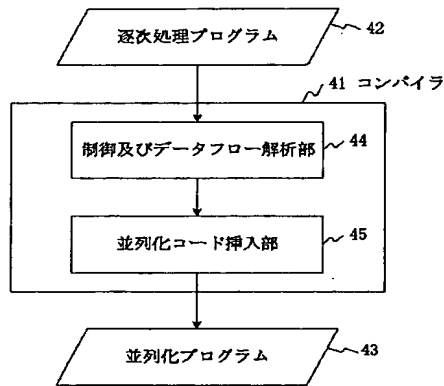 逐次処理プログラム 42
41 コンパイラ
制御及びデータフロー解析部 44
並列化コード挿入部 45
並列化プログラム 43